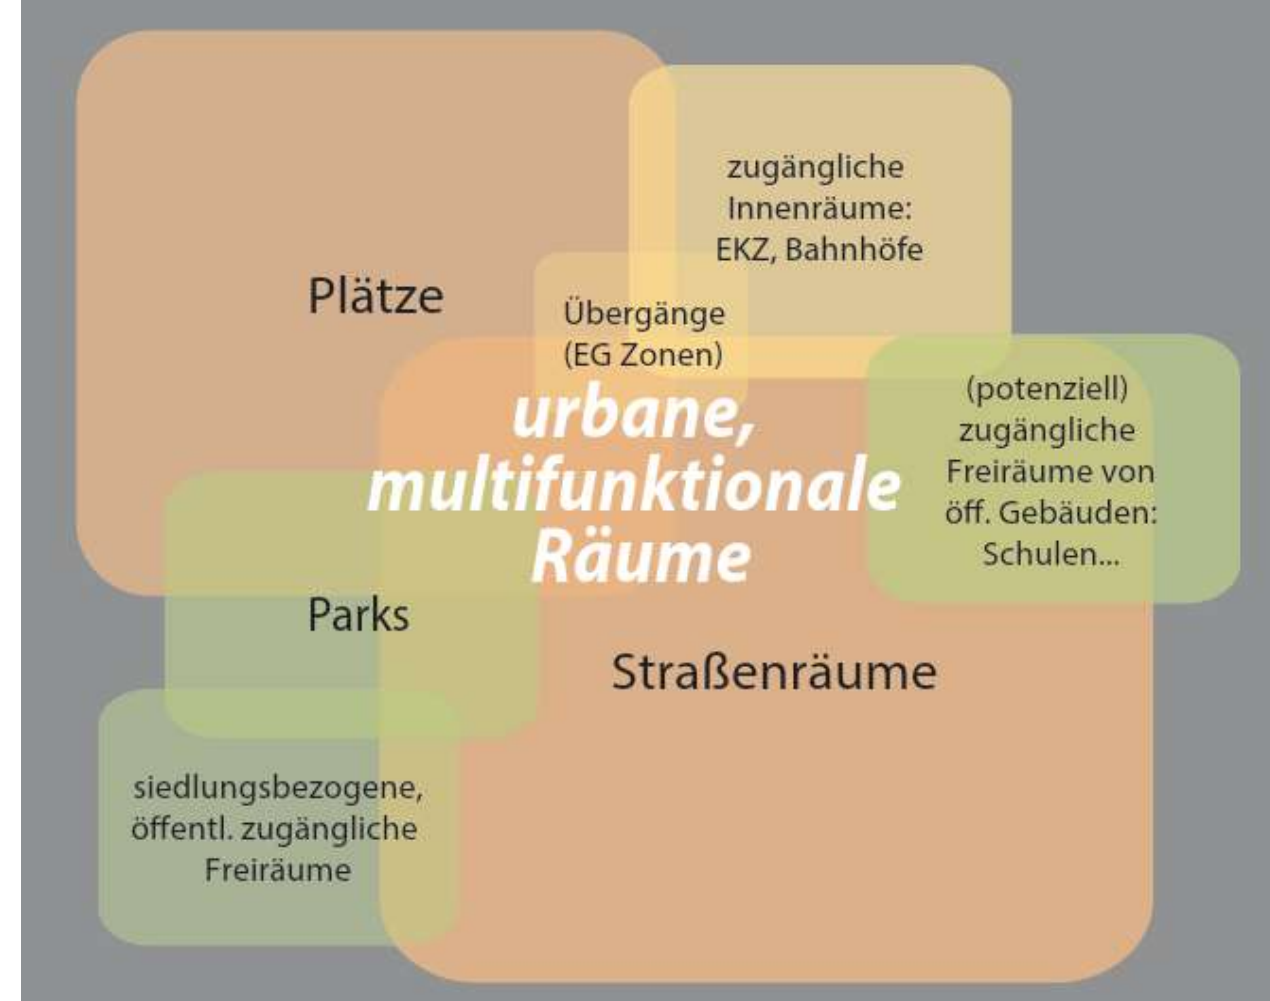 zugängliche
Innenräume:
EKZ, Bahnhöfe
Plätze
Übergänge
(EG Zonen)
urbane,
multifunktionale
Räume
(potenziell)
zugängliche
Freiräume von
öff. Gebäuden:
Schulen...
Parks
Straßenräume
siedlungsbezogene,
öffentl. zugängliche
Freiräume